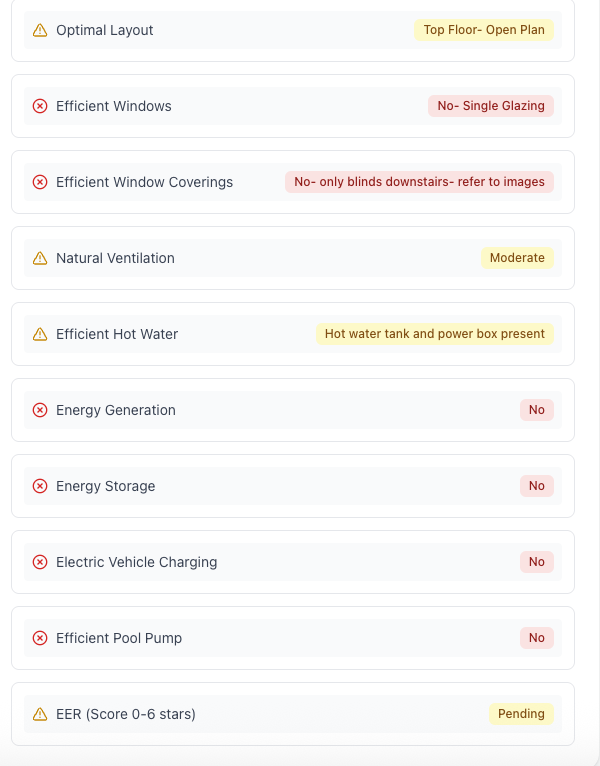 Optimal Layout
Top Floor- Open Plan
Efficient Windows
No- Single Glazing
Efficient Window Coverings
No- only blinds downstairs- refer to images
Natural Ventilation
Moderate
Efficient Hot Water
Hot water tank and power box present
Energy Generation
No
Energy Storage
No
Electric Vehicle Charging
No
Efficient Pool Pump
No
EER (Score 0-6 stars)
Pending